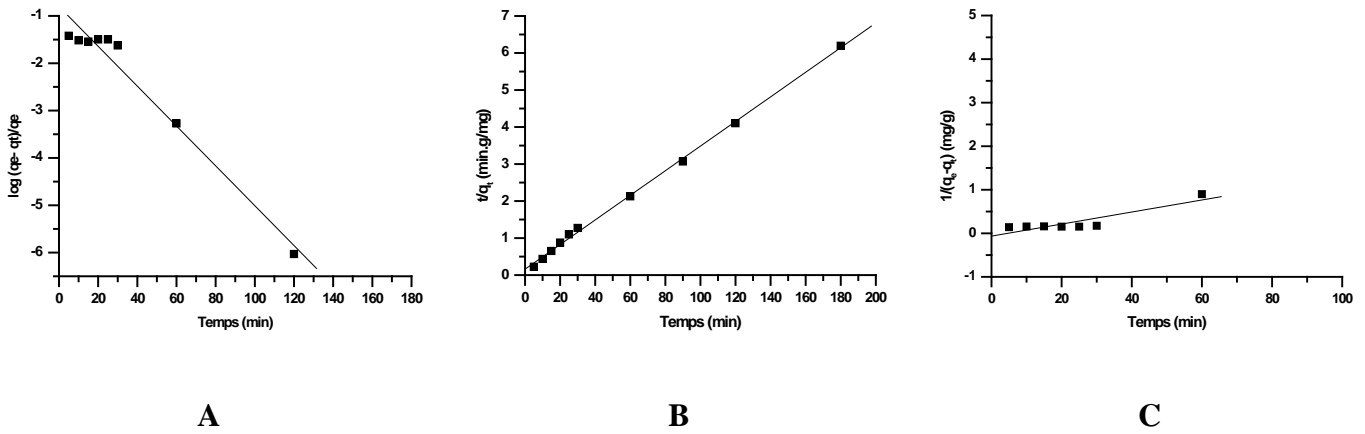 -1
-2
-3
-4
-5
-6
0 20 40 60 80 100 120 140 160 180
log (qe- qt)/qe
Temps (min)
A
7
6
5
4
3
2
1
0
0 20 40 60 80 100 120 140 160 180 200
t/qt (min.g/mg)
Temps (min)
B
5
4
3
2
1
0
-1
0 20 40 60 80 100
1/(qe-qt) (mg/g)
Temps (min)
C